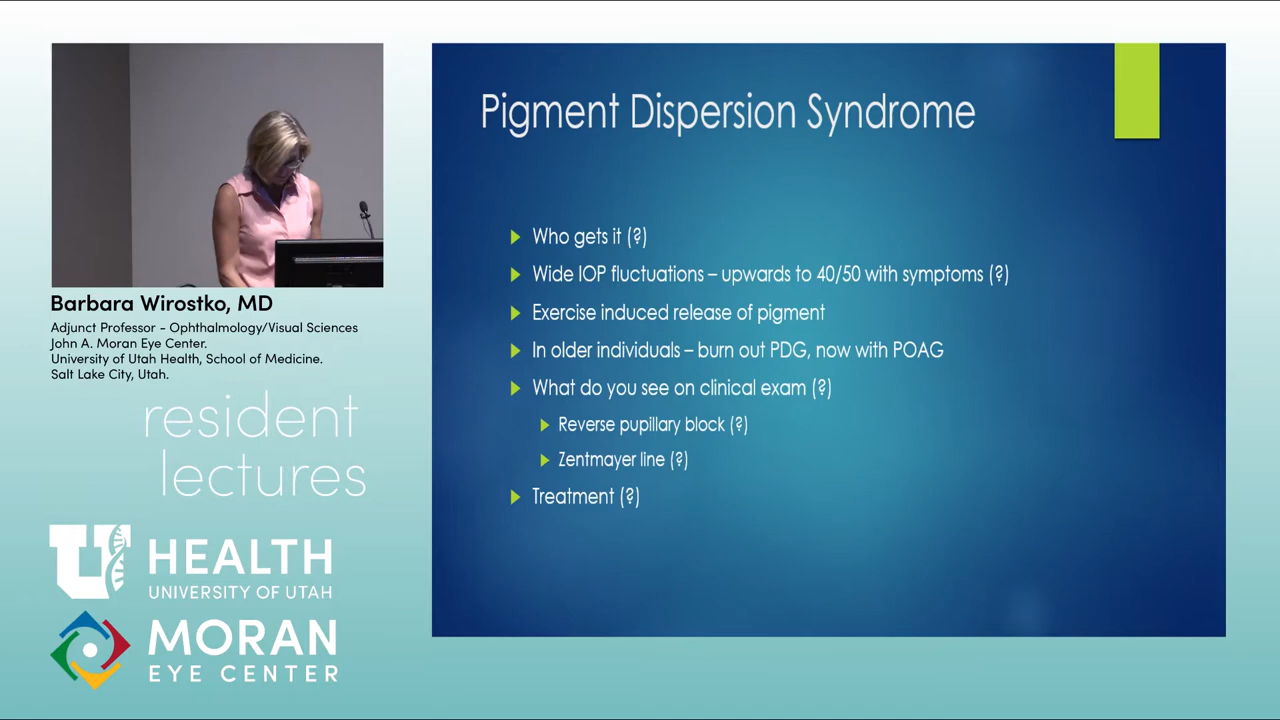 Pigment Dispersion Syndrome
Who gets it (?)
Wide IOP fluctuations – upwards to 40/50 with symptoms (?)
Exercise induced release of pigment
In older individuals – burn out PDG, now with POAG
What do you see on clinical exam (?)
Reverse pupillary block (?)
Zentmayer line (?)
Treatment (?)
Barbara Wirostko, MD
Adjunct Professor - Ophthalmology/Visual Sciences
John A. Moran Eye Center.
University of Utah Health, School of Medicine.
Salt Lake City, Utah.
resident
lectures
U HEALTH
UNIVERSITY OF UTAH
MORAN
EYE CENTER